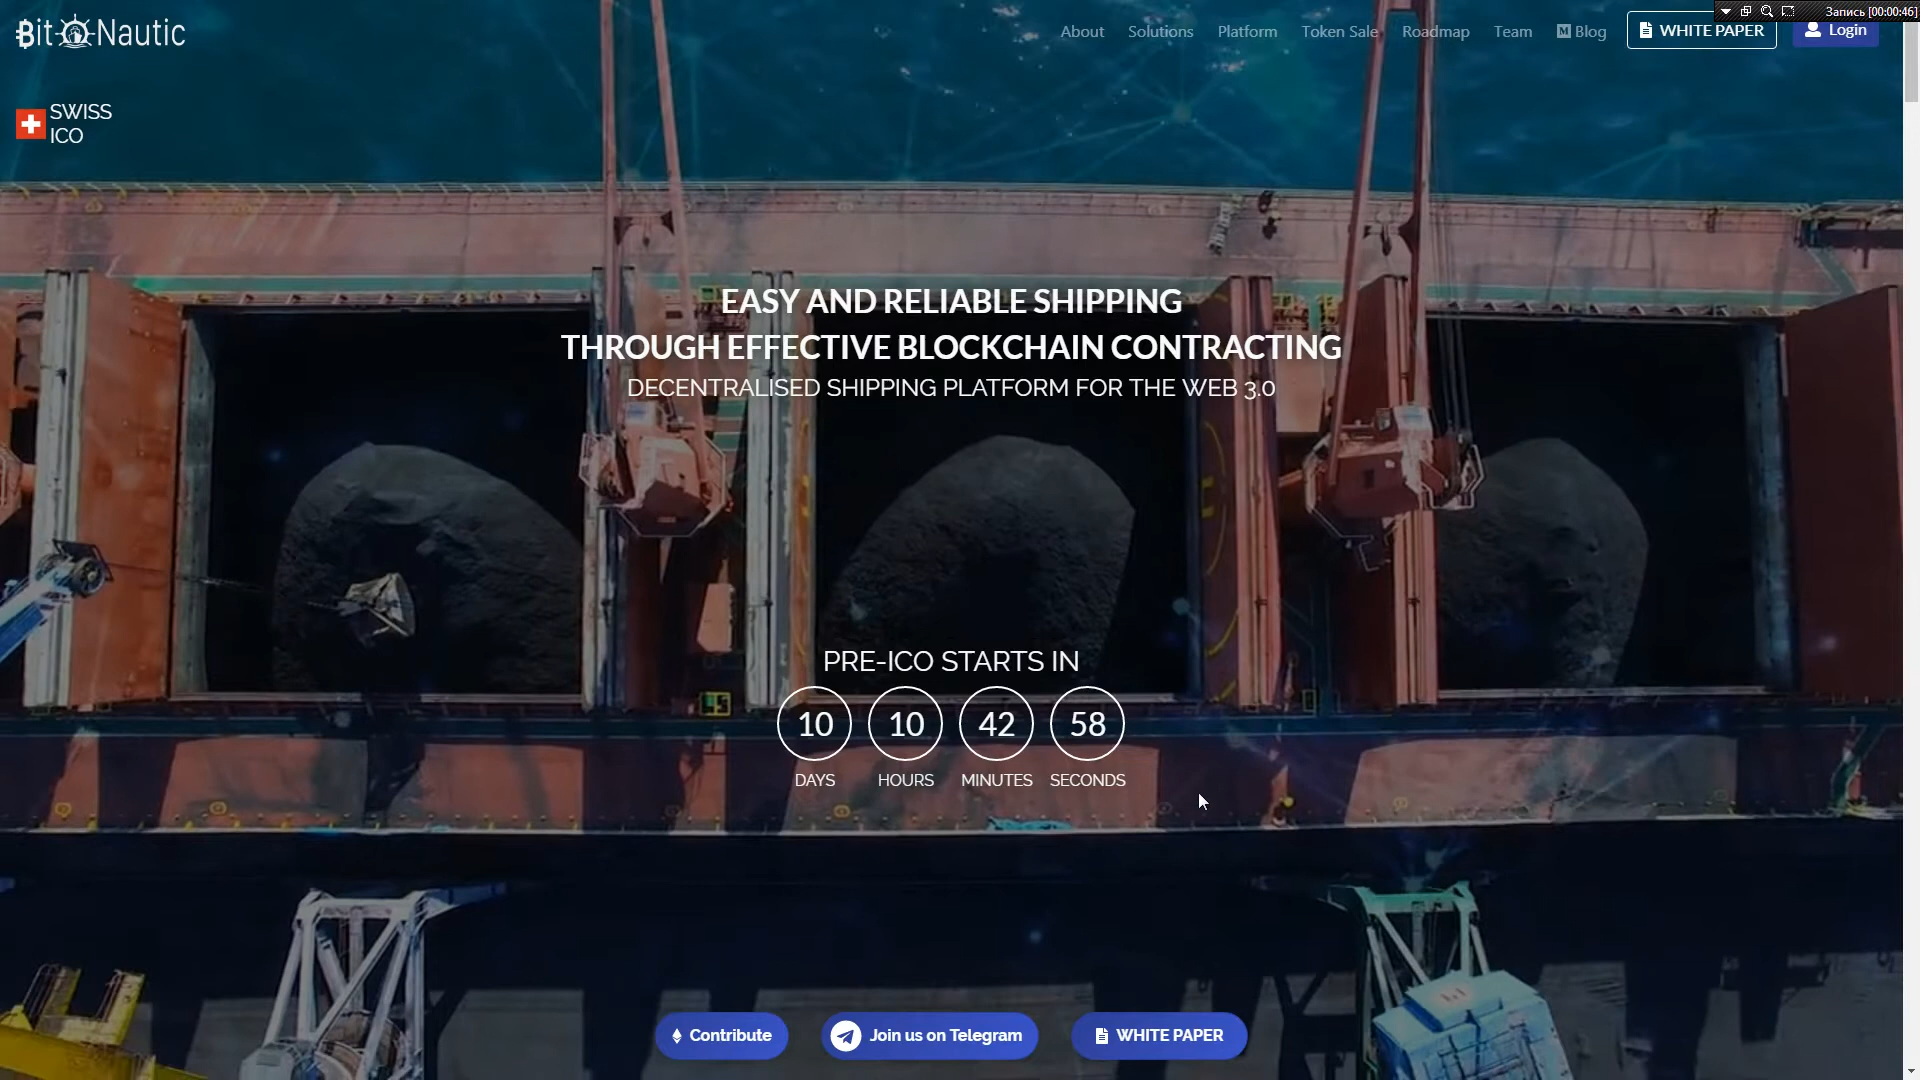 BitNautic
About
Solutions
Platform
Token Sale
Roadmap
Team
Blog
WHITE PAPER
Login
Запись [00:00:46]
SWISS
ICO
EASY AND RELIABLE SHIPPING
THROUGH EFFECTIVE BLOCKCHAIN CONTRACTING
DECENTRALISED SHIPPING PLATFORM FOR THE WEB 3.0
PRE-ICO STARTS IN
10 10 42 58
DAYS HOURS MINUTES SECONDS
Contribute
Join us on Telegram
WHITE PAPER